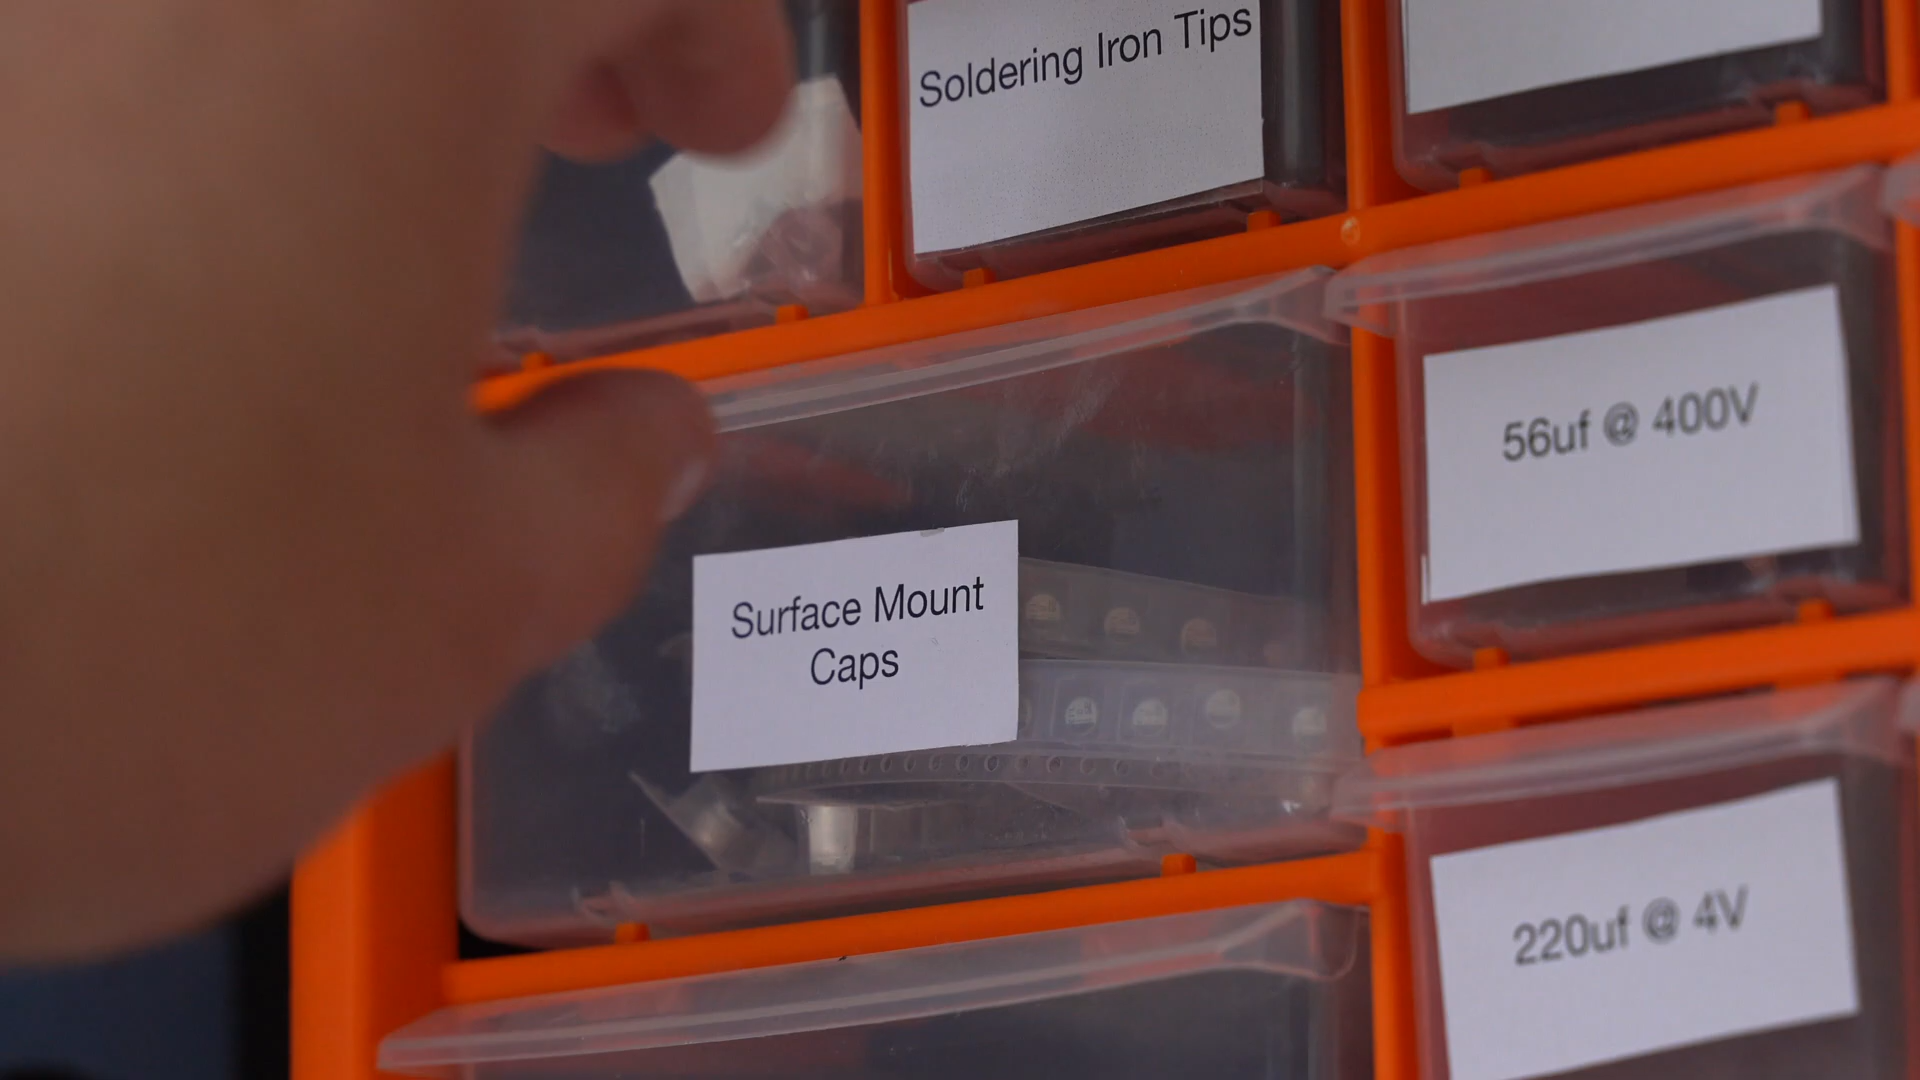 Soldering Iron Tips
56uf @ 400V
Surface Mount
Caps
220uf @ 4V